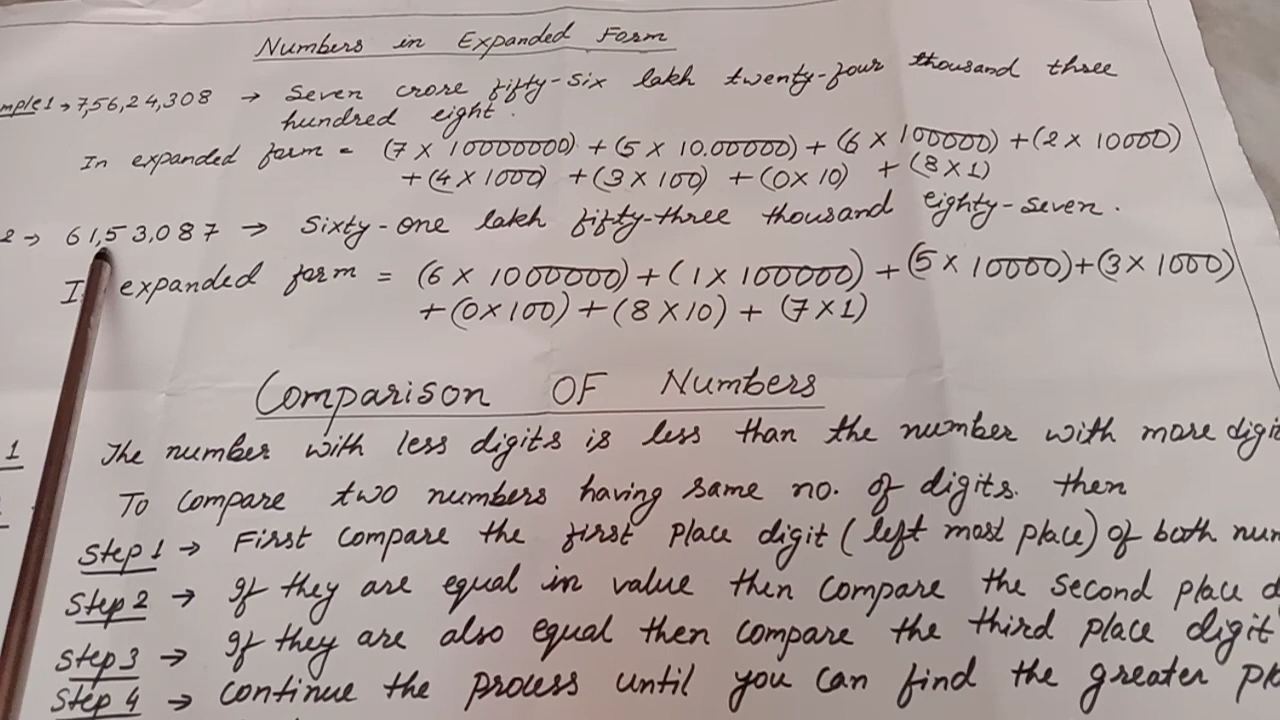 Numbers in Expanded Form
mple 1 → 7,56,24,308 → Seven crore fifty-six lakh twenty-four thousand three
hundred eight.
In expanded form = (7 X 10000000) + (5 X 10,00000) + (6 X 100000) + (2 X 10000)
+ (4 X 1000) + (3 X 100) + (0X 10) + (8 X 1)
2 → 61,53,087 → Sixty-one lakh fifty-three thousand eighty-seven.
In expanded form = (6 X 1000000) + (1 X 100000) + (5 X 10000) + (3 X 1000)
+ (0X100) + (8 X10) + (7 X1)
Comparison OF Numbers
1 The number with less digits is less than the number with more digi
To compare two numbers having same no. of digits. then
Step 1 → First compare the first place digit (left most place) of both num
Step 2 → If they are equal in value then compare the second place d
Step 3 → If they are also equal then compare the third place digit
Step 4 → continue the process until you can find the greater pl